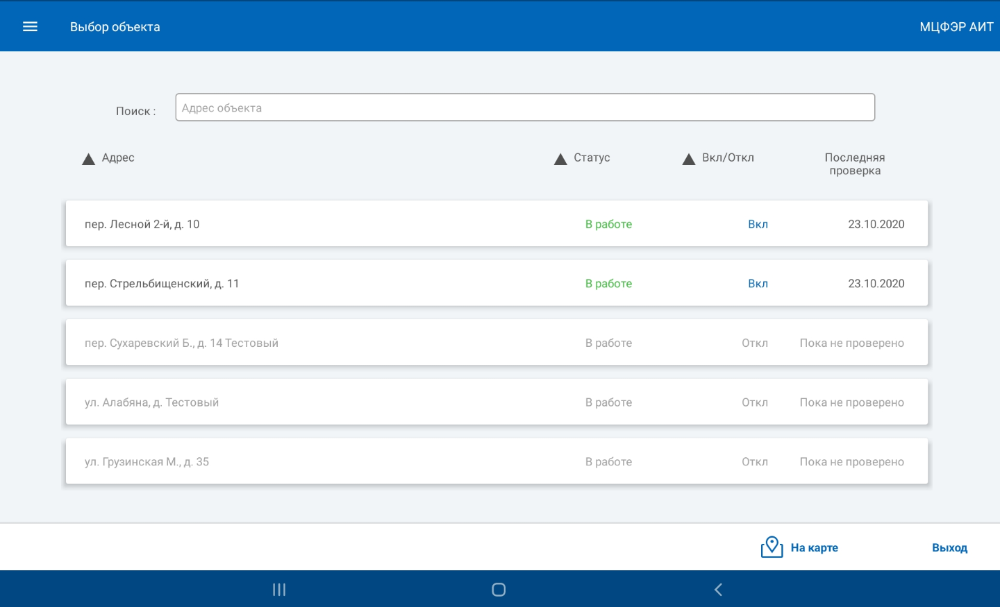 Выбор объекта
МЦФЭР АИТ
Поиск :
Адрес объекта
Адрес
Статус
Вкл/Откл
Последняя
проверка
пер. Лесной 2-й, д. 10
В работе
Вкл
23.10.2020
пер. Стрельбищенский, д. 11
В работе
Вкл
23.10.2020
пер. Сухаревский Б., д. 14 Тестовый
В работе
Откл
Пока не проверено
ул. Алабяна, д. Тестовый
В работе
Откл
Пока не проверено
ул. Грузинская М., д. 35
В работе
Откл
Пока не проверено
На карте
Выход